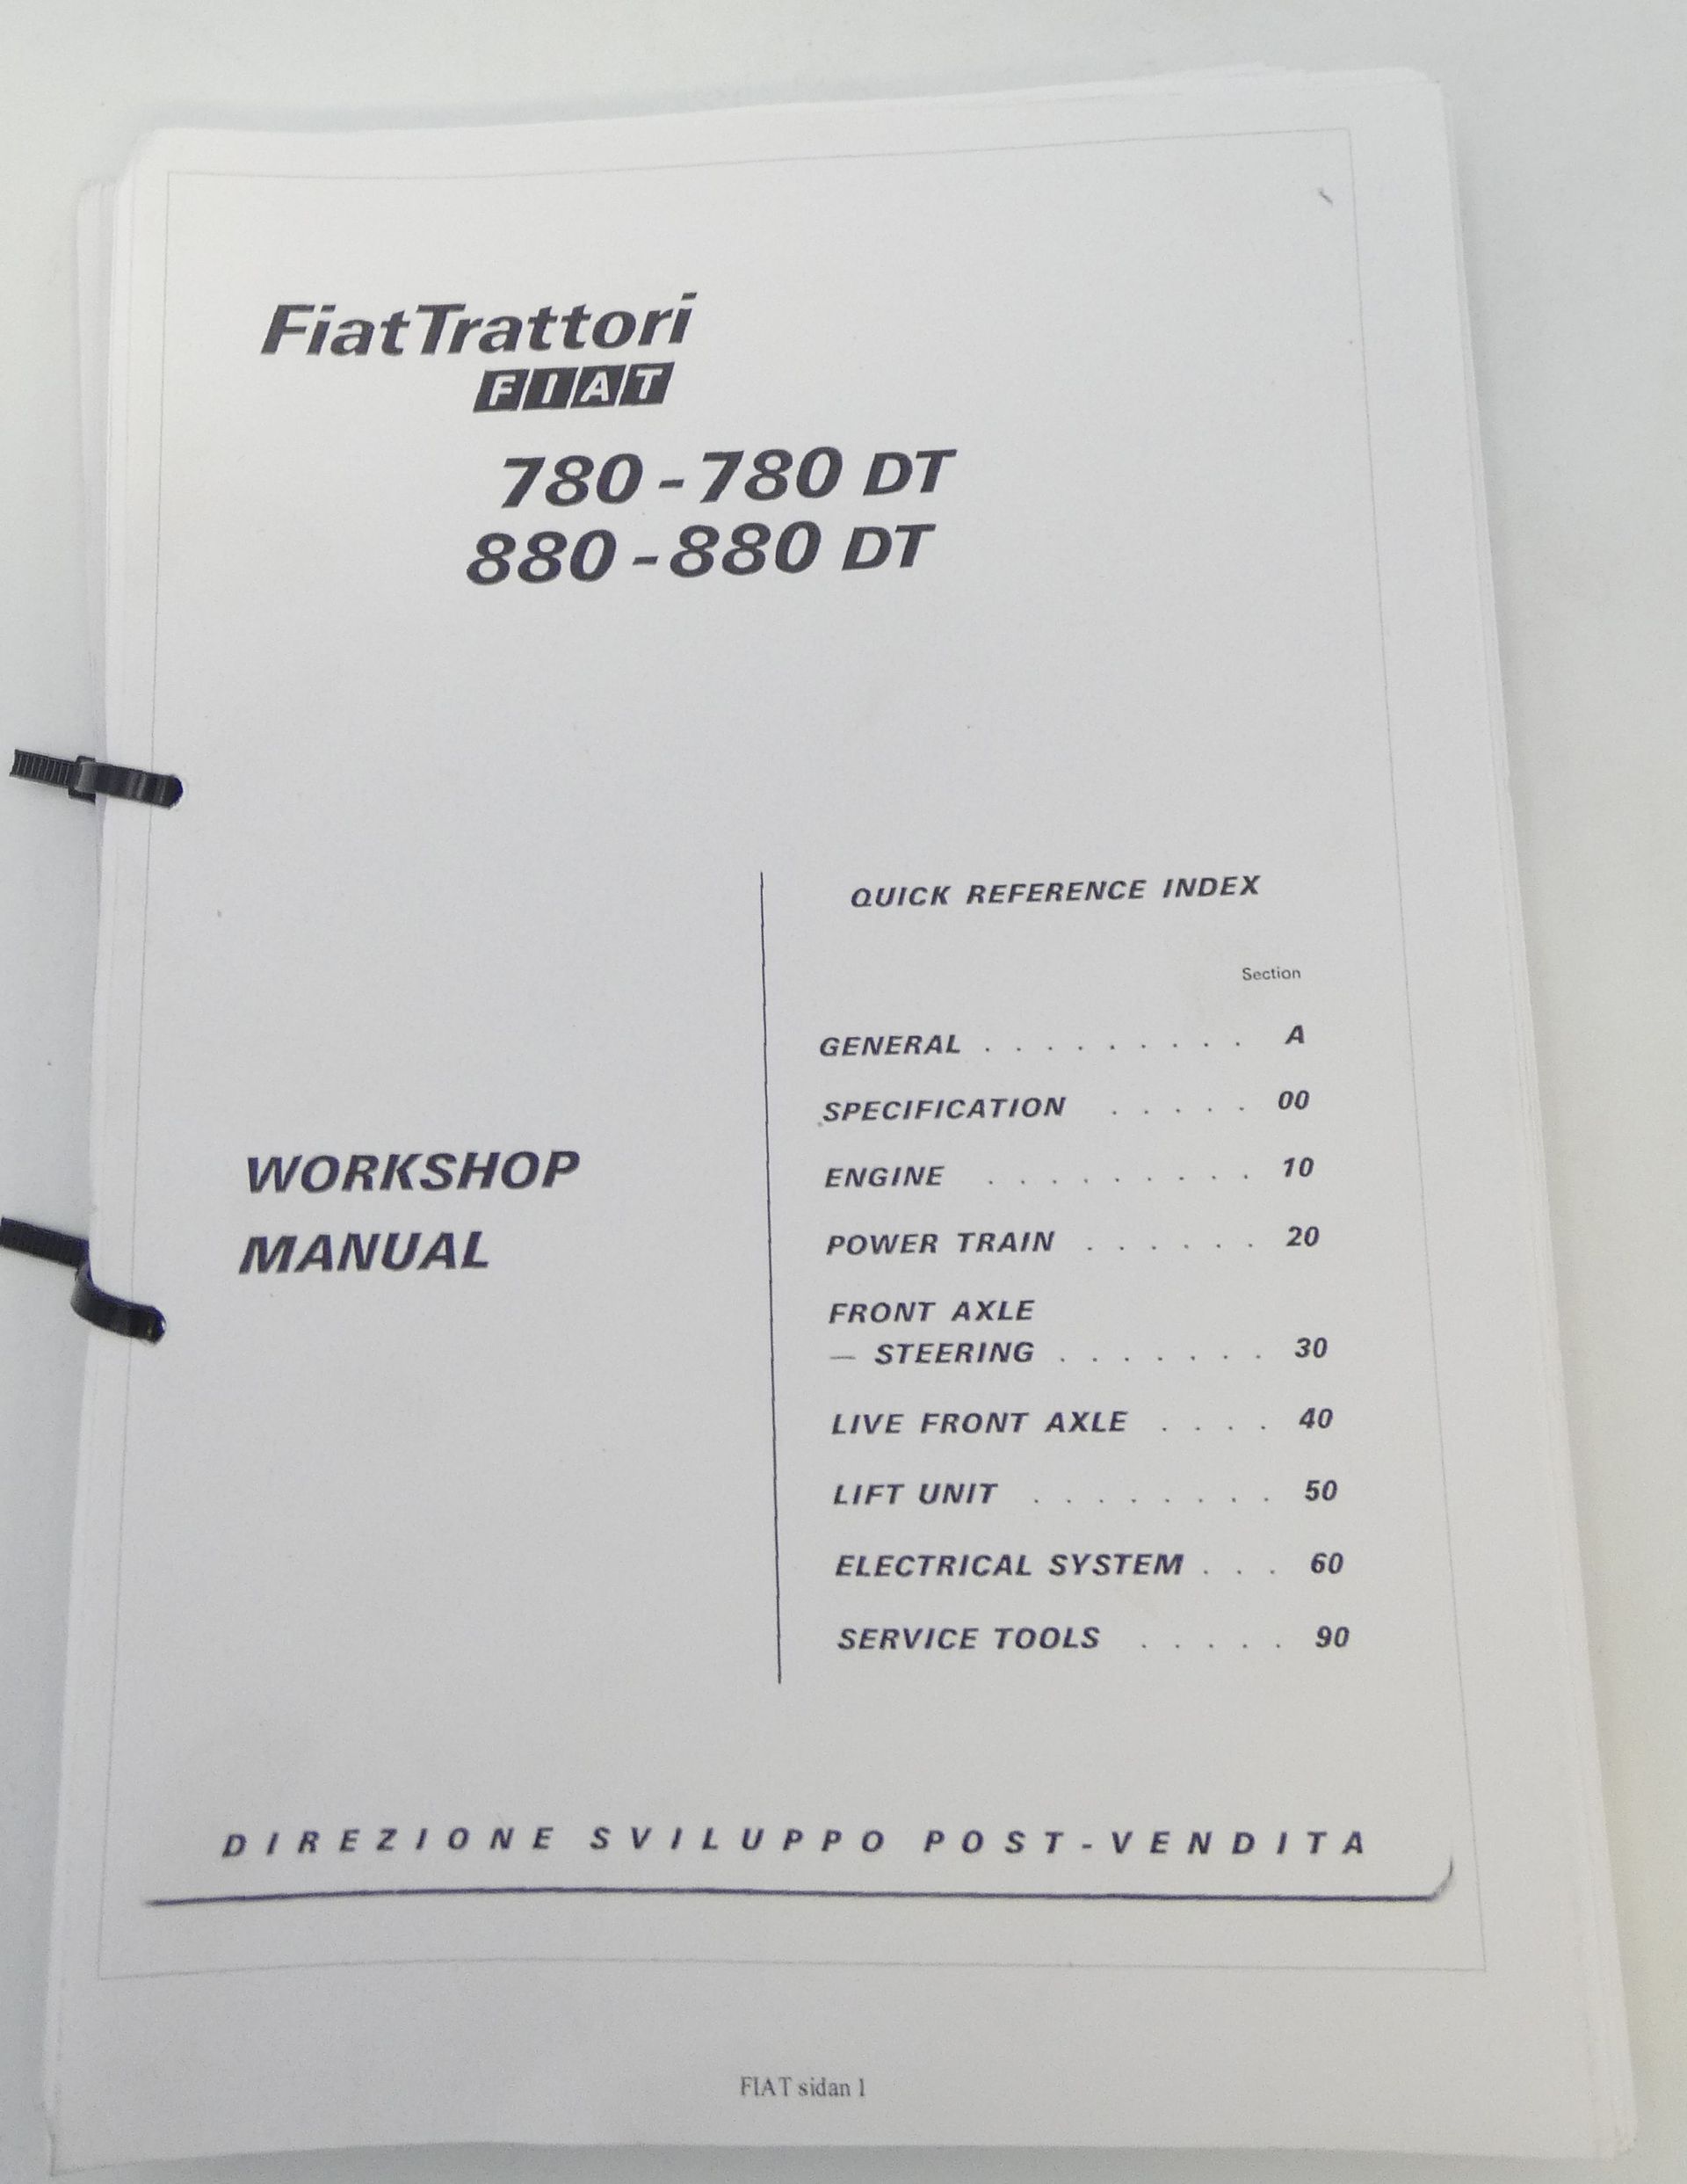 FiatTrattori
FIAT
780-780 DT
880-880 DT
WORKSHOP
MANUAL
QUICK REFERENCE INDEX
Section
GENERAL . . . . . . . . . A
SPECIFICATION . . . . . 00
ENGINE . . . . . . . . . 10
POWER TRAIN . . . . . . 20
FRONT AXLE
— STEERING . . . . . . . 30
LIVE FRONT AXLE . . . . 40
LIFT UNIT . . . . . . . . 50
ELECTRICAL SYSTEM . . . 60
SERVICE TOOLS . . . . . 90
DIREZIONE SVILUPPO POST-VENDITA
FIAT sidan 1